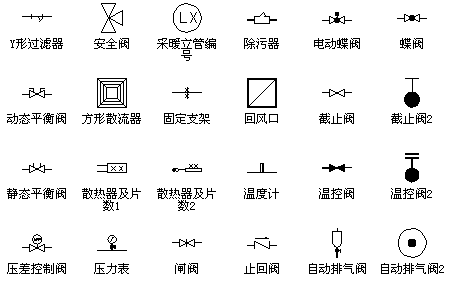 LX
Y形过滤器 安全阀 采暖立管编号 除污器 电动蝶阀 蝶阀
动态平衡阀 方形散流器 固定支架 回风口 截止阀 截止阀2
XX XX
静态平衡阀 散热器及片数1 散热器及片数2 温度计 温控阀 温控阀2
压差控制阀 压力表 闸阀 止回阀 自动排气阀 自动排气阀2